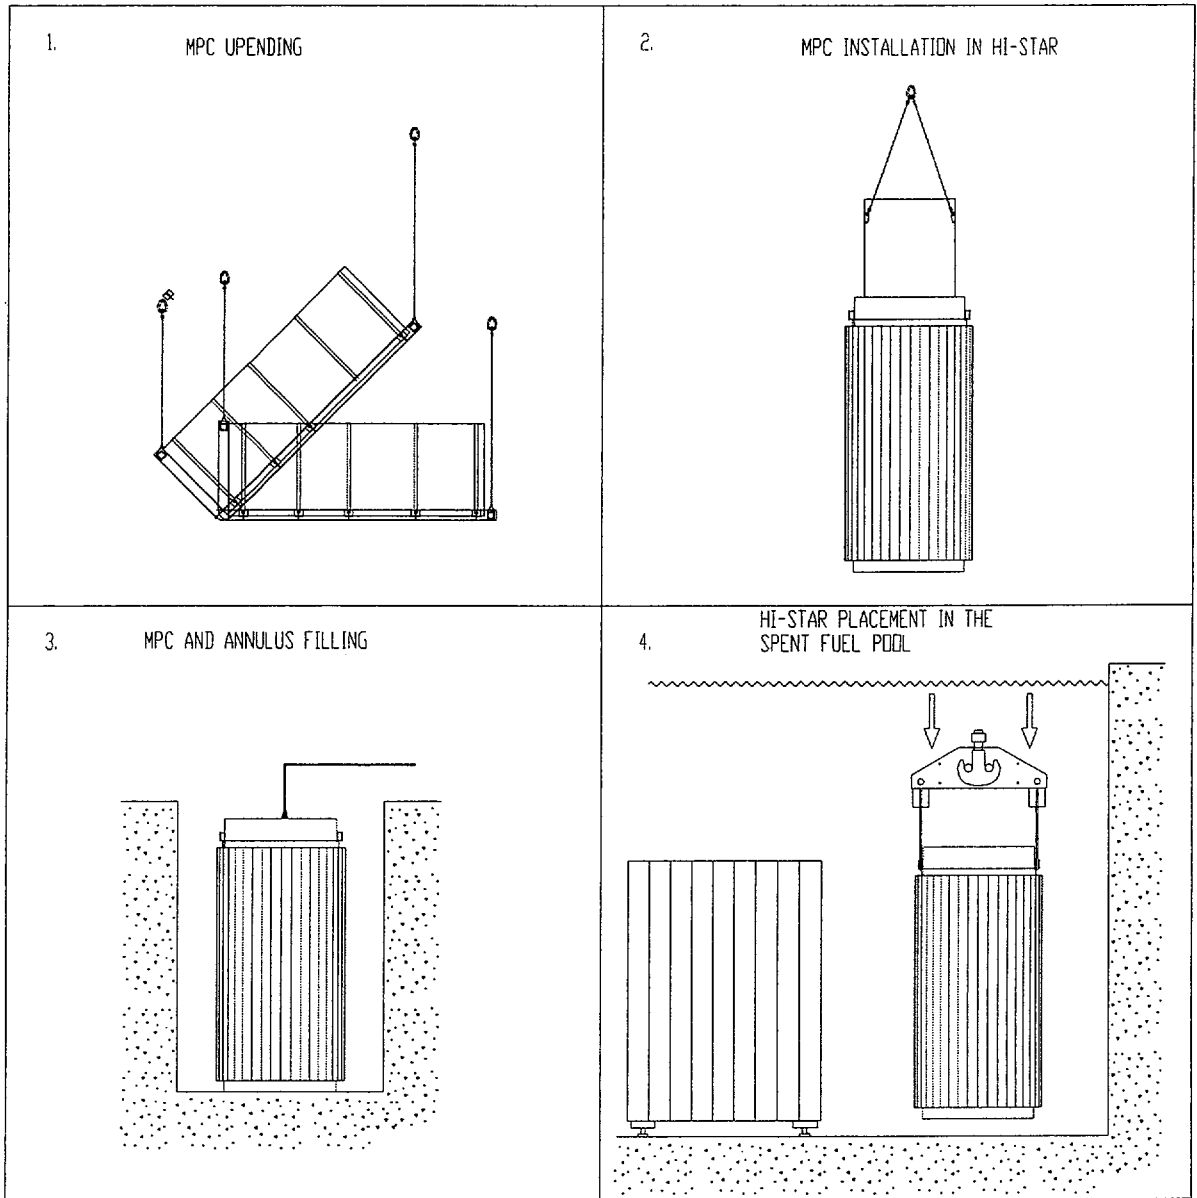 1.
MPC UPENDING
2.
MPC INSTALLATION IN HI-STAR
3.
MPC AND ANNULUS FILLING
4.
HI-STAR PLACEMENT IN THE
SPENT FUEL POOL